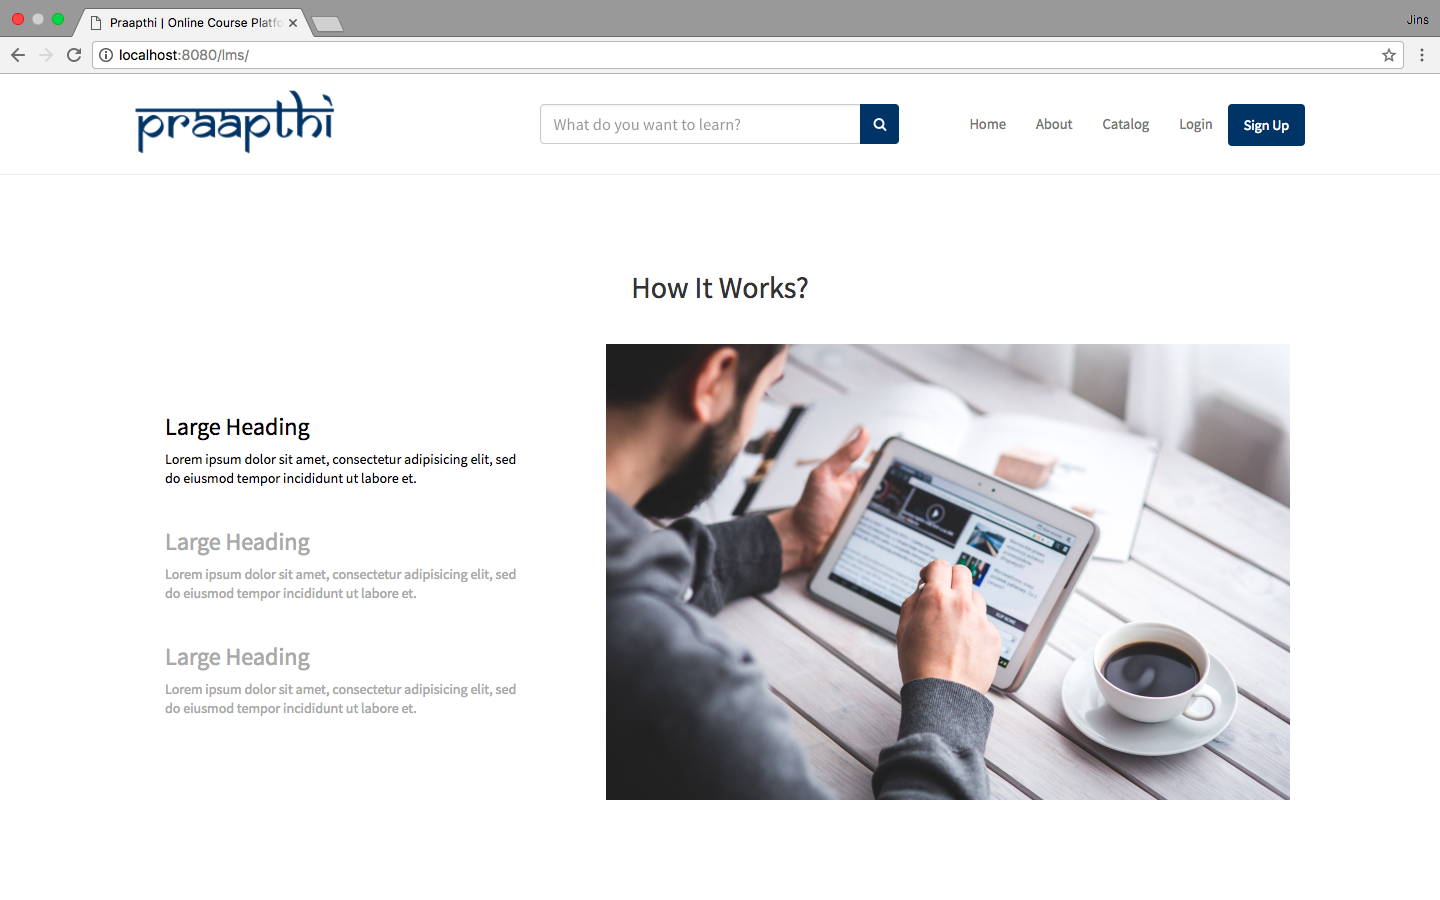 Praapthi | Online Course Platfo
Jins
localhost:8080/lms/
praapthi
What do you want to learn?
Home
About
Catalog
Login
Sign Up
How It Works?
Large Heading
Lorem ipsum dolor sit amet, consectetur adipisicing elit, sed
do eiusmod tempor incididunt ut labore et.
Large Heading
Lorem ipsum dolor sit amet, consectetur adipisicing elit, sed
do eiusmod tempor incididunt ut labore et.
Large Heading
Lorem ipsum dolor sit amet, consectetur adipisicing elit, sed
do eiusmod tempor incididunt ut labore et.